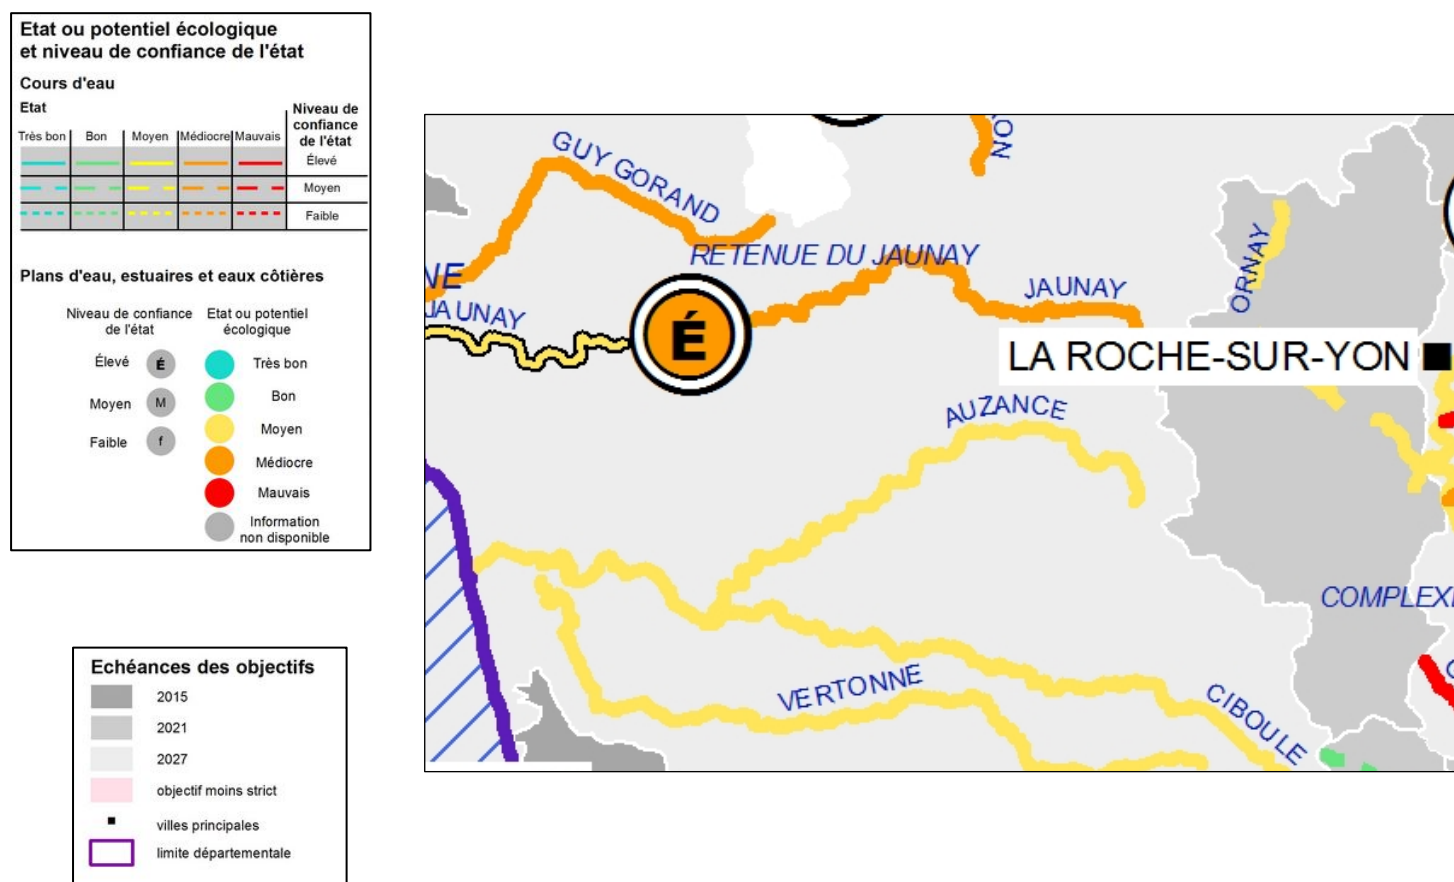 Etat ou potentiel écologique
et niveau de confiance de l'état
Cours d'eau
Etat
Niveau de
confiance
de l'état
Très bon Bon Moyen Médiocre Mauvais
Élevé
Moyen
Faible
Plans d'eau, estuaires et eaux côtières
Niveau de confiance
de l'état
Etat ou potentiel
écologique
Élevé É Très bon
Moyen M Bon
Faible f Moyen
Médiocre
Mauvais
Information
non disponible
Echéances des objectifs
2015
2021
2027
objectif moins strict
villes principales
limite départementale
GUY GORAND
ON
RETENUE DU JAUNAY
NE
JAUNAY
É
JAUNAY
ORNAY
LA ROCHE-SUR-YON
AUZANCE
COMPLEX
VERTONNE
CIBOULE